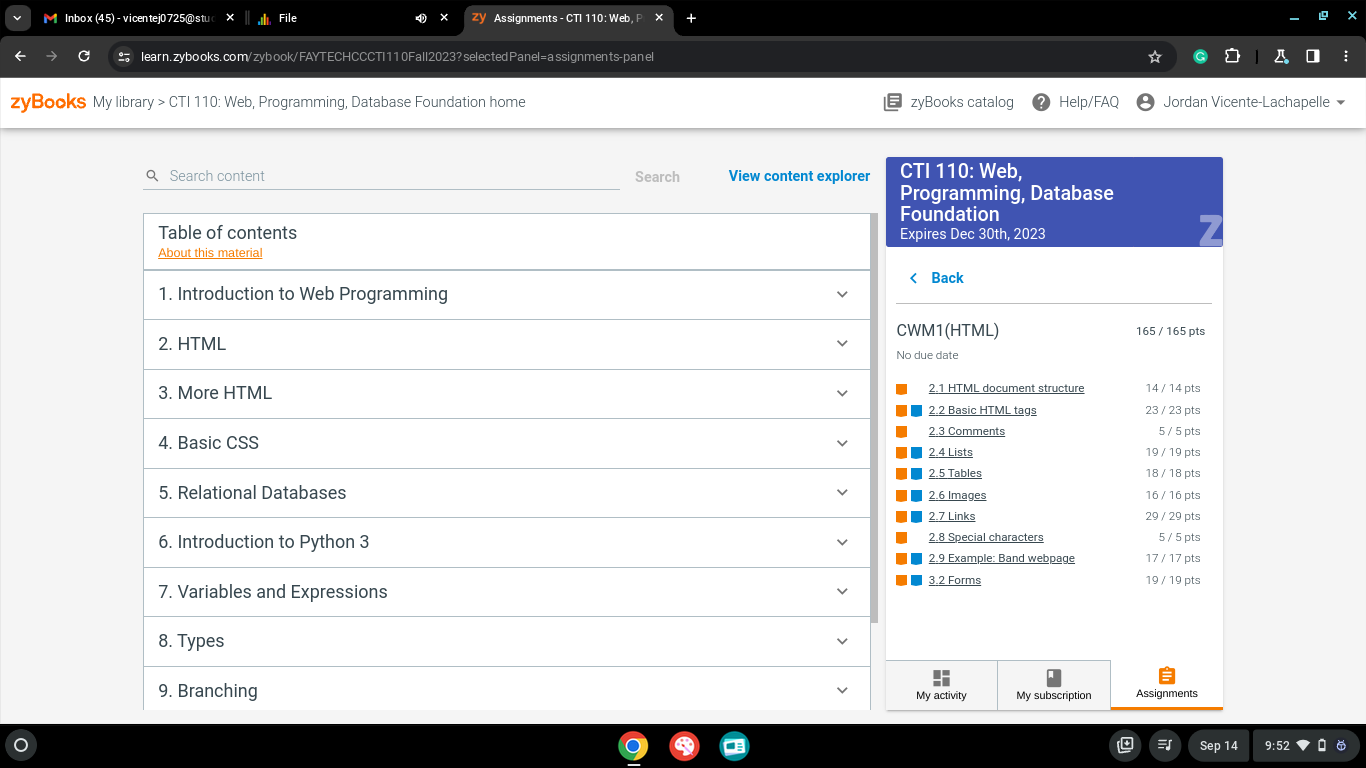 Inbox (45) - vicentej0725@stu
File
Assignments - CTI 110: Web, P
learn.zybooks.com/zybook/FAYTECHCCCTI110Fall2023?selectedPanel=assignments-panel
zyBooks My library > CTI 110: Web, Programming, Database Foundation home
zyBooks catalog
Help/FAQ
Jordan Vicente-Lachapelle
Search content
Search
View content explorer
Table of contents
About this material
1. Introduction to Web Programming
2. HTML
3. More HTML
4. Basic CSS
5. Relational Databases
6. Introduction to Python 3
7. Variables and Expressions
8. Types
9. Branching
CTI 110: Web,
Programming, Database
Foundation
Expires Dec 30th, 2023
Back
CWM1(HTML) 165 / 165 pts
No due date
2.1 HTML document structure 14 / 14 pts
2.2 Basic HTML tags 23 / 23 pts
2.3 Comments 5 / 5 pts
2.4 Lists 19 / 19 pts
2.5 Tables 18 / 18 pts
2.6 Images 16 / 16 pts
2.7 Links 29 / 29 pts
2.8 Special characters 5 / 5 pts
2.9 Example: Band webpage 17 / 17 pts
3.2 Forms 19 / 19 pts
My activity
My subscription
Assignments
Sep 14
9:52